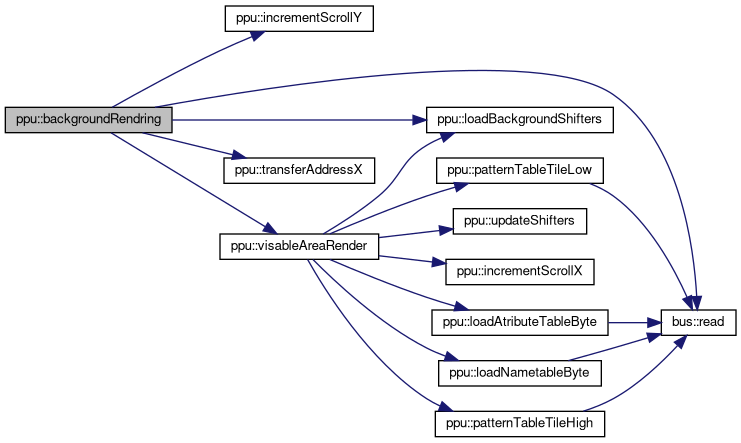 ppu::incrementScrollY
ppu::backgroundRendring
ppu::loadBackgroundShifters
ppu::transferAddressX
ppu::patternTableTileLow
ppu::updateShifters
ppu::visableAreaRender
ppu::incrementScrollX
ppu::loadAtributeTableByte
bus::read
ppu::loadNametableByte
ppu::patternTableTileHigh